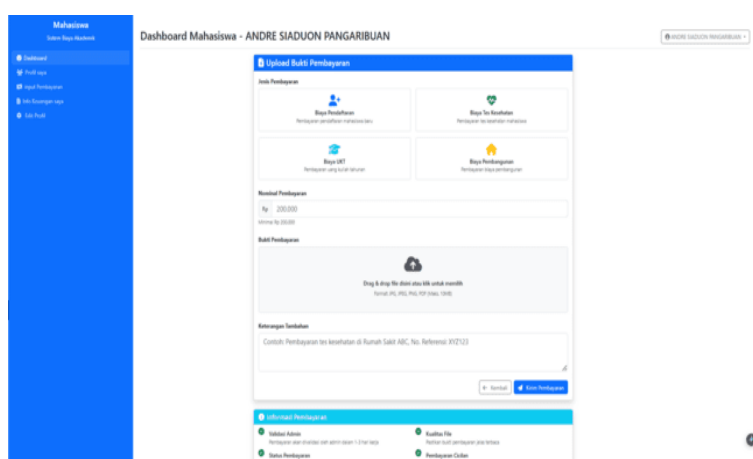 Mahasiswa
Sistem Biaya Akademik
Dashboard
Profil saya
Input Pembayaran
Info Keuangan saya
Edit Profil
Dashboard Mahasiswa - ANDRE SIADUON PANGARIBUAN
ANDRE SIADUON PANGARIBUAN
Upload Bukti Pembayaran
Jenis Pembayaran
Biaya Pendaftaran
Pembayaran pendaftaran mahasiswa baru
Biaya Tes Kesehatan
Pembayaran tes kesehatan mahasiswa
Biaya UKT
Pembayaran uang kuliah tahunan
Biaya Pembangunan
Pembayaran biaya pembangunan
Nominal Pembayaran
Rp 200.000
Minimal Rp 200.000
Bukti Pembayaran
Drag & drop file disini atau klik untuk memilih
Format: JPG, JPEG, PNG, PDF (Maks. 10MB)
Keterangan Tambahan
Contoh: Pembayaran tes kesehatan di Rumah Sakit ABC, No. Referensi: XYZ123
Kembali
Kirim Pembayaran
Informasi Pembayaran
Validasi Admin
Pembayaran akan divalidasi oleh admin dalam 1-3 hari kerja
Kualitas File
Pastikan bukti pembayaran jelas terbaca
Status Pembayaran
Pembayaran Cicilan